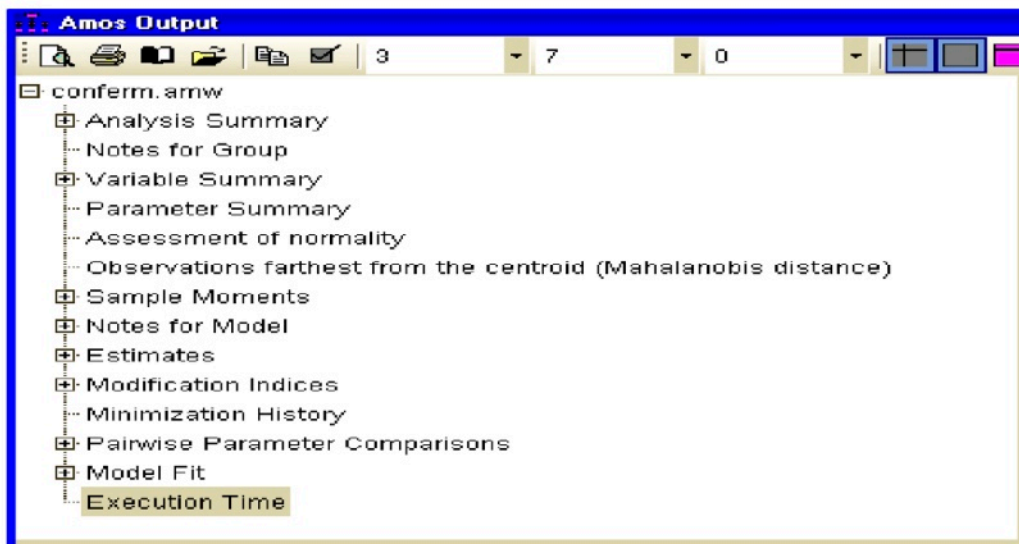 Amos Output
3 7 0
conferm.amw
Analysis Summary
Notes for Group
Variable Summary
Parameter Summary
Assessment of normality
Observations farthest from the centroid (Mahalanobis distance)
Sample Moments
Notes for Model
Estimates
Modification Indices
Minimization History
Pairwise Parameter Comparisons
Model Fit
Execution Time